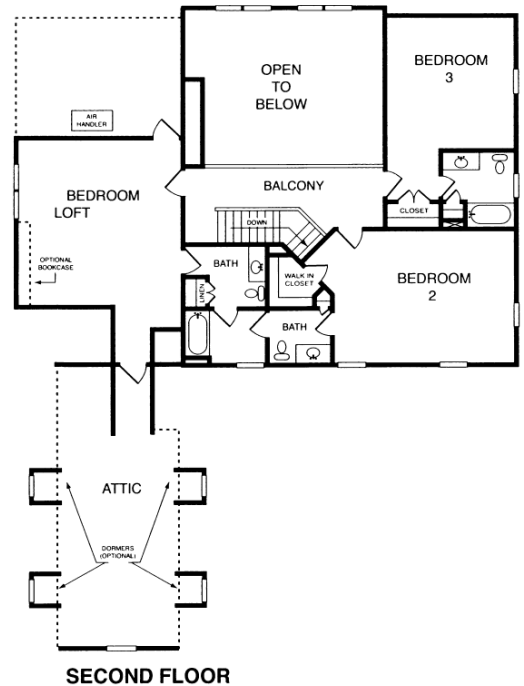 OPEN
TO
BELOW
BEDROOM
3
AIR
HANDLER
BEDROOM
LOFT
BALCONY
CLOSET
DOWN
OPTIONAL
BOOKCASE
BATH
LINEN
WALK IN
CLOSET
BEDROOM
2
BATH
ATTIC
DORMERS
(OPTIONAL)
SECOND FLOOR